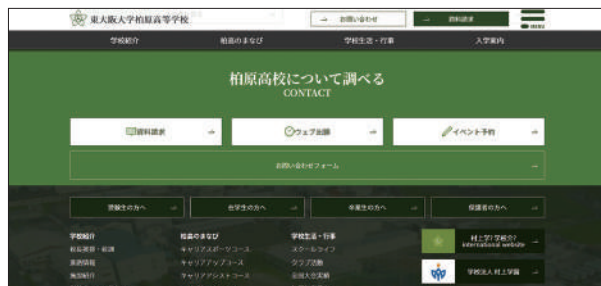 東大阪大学柏原高等学校
お問い合わせ
資料請求
MENU
学校紹介
柏高のまなび
学校生活・行事
入学案内
柏原高校について調べる
CONTACT
資料請求
ウェブ出願
イベント予約
お問い合わせフォーム
受験生の方へ
在学生の方へ
卒業生の方へ
保護者の方へ
学校紹介
柏高のまなび
学校生活・行事
キャリアスポーツコース
スクールライフ
キャリアアップコース
クラブ活動
施設紹介
キャリアアシストコース
international website
学校法人 村上学園